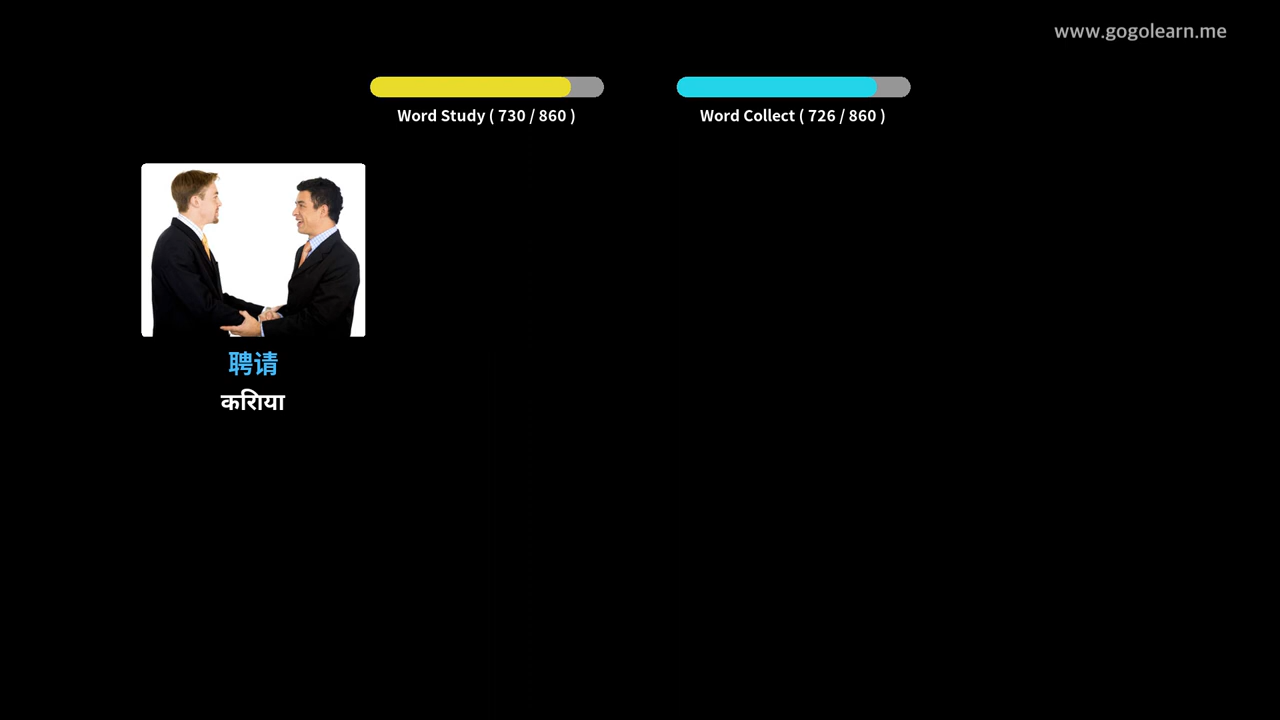 www.gogolearn.me
Word Study ( 730 / 860 )
Word Collect ( 726 / 860 )
聘请
करिाया